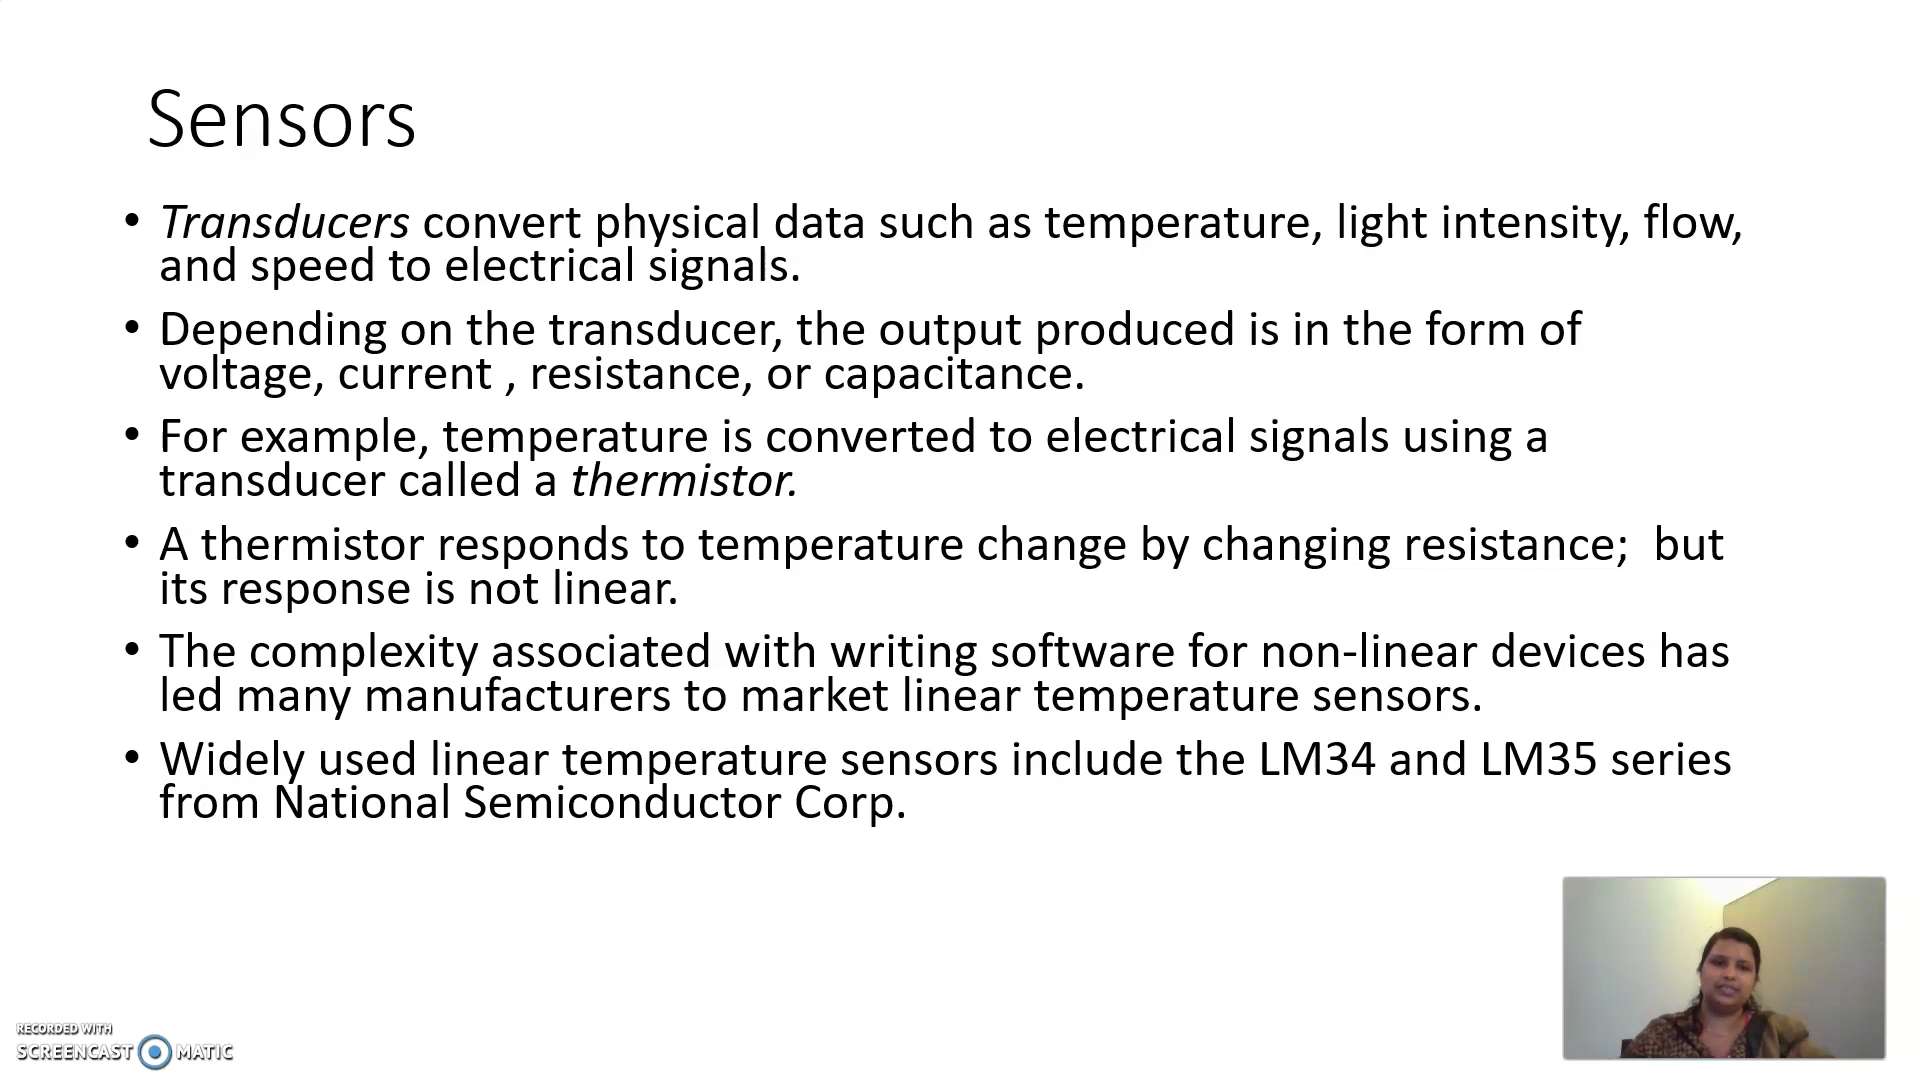 Sensors
• Transducers convert physical data such as temperature, light intensity, flow,
and speed to electrical signals.
• Depending on the transducer, the output produced is in the form of
voltage, current , resistance, or capacitance.
• For example, temperature is converted to electrical signals using a
transducer called a thermistor.
• A thermistor responds to temperature change by changing resistance;  but
its response is not linear.
• The complexity associated with writing software for non-linear devices has
led many manufacturers to market linear temperature sensors.
• Widely used linear temperature sensors include the LM34 and LM35 series
from National Semiconductor Corp.
RECORDED WITH
SCREENCAST MATIC